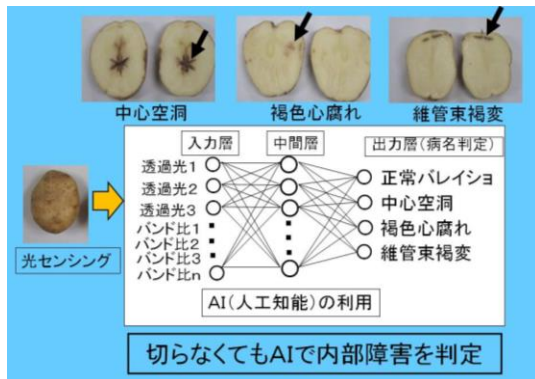 中心空洞
褐色心腐れ
維管束褐変
入力層
中間層
出力層(病名判定)
透過光1
透過光2
透過光3
バンド比1
バンド比2
バンド比3
バンド比n
正常バレイショ
中心空洞
褐色心腐れ
維管束褐変
光センシング
AI(人工知能)の利用
切らなくてもAIで内部障害を判定